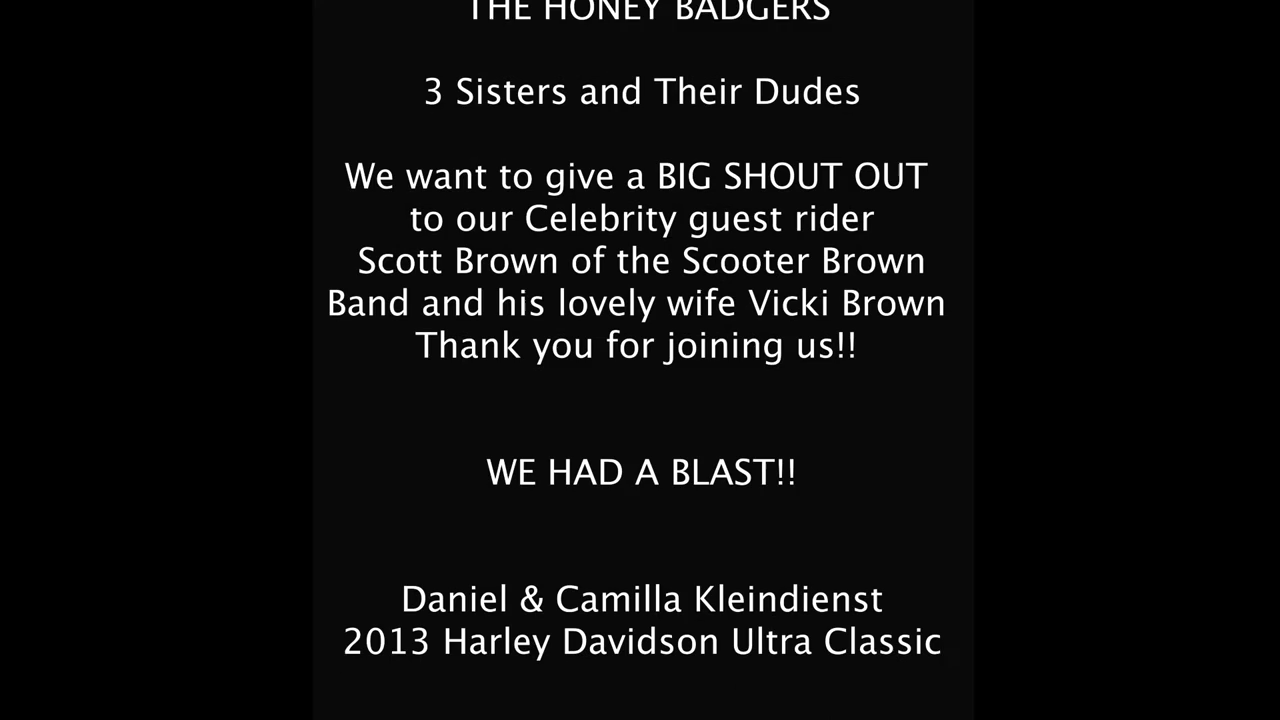 THE HONEY BADGERS
3 Sisters and Their Dudes
We want to give a BIG SHOUT OUT
to our Celebrity guest rider
Scott Brown of the Scooter Brown
Band and his lovely wife Vicki Brown
Thank you for joining us!!
WE HAD A BLAST!!
Daniel & Camilla Kleindienst
2013 Harley Davidson Ultra Classic